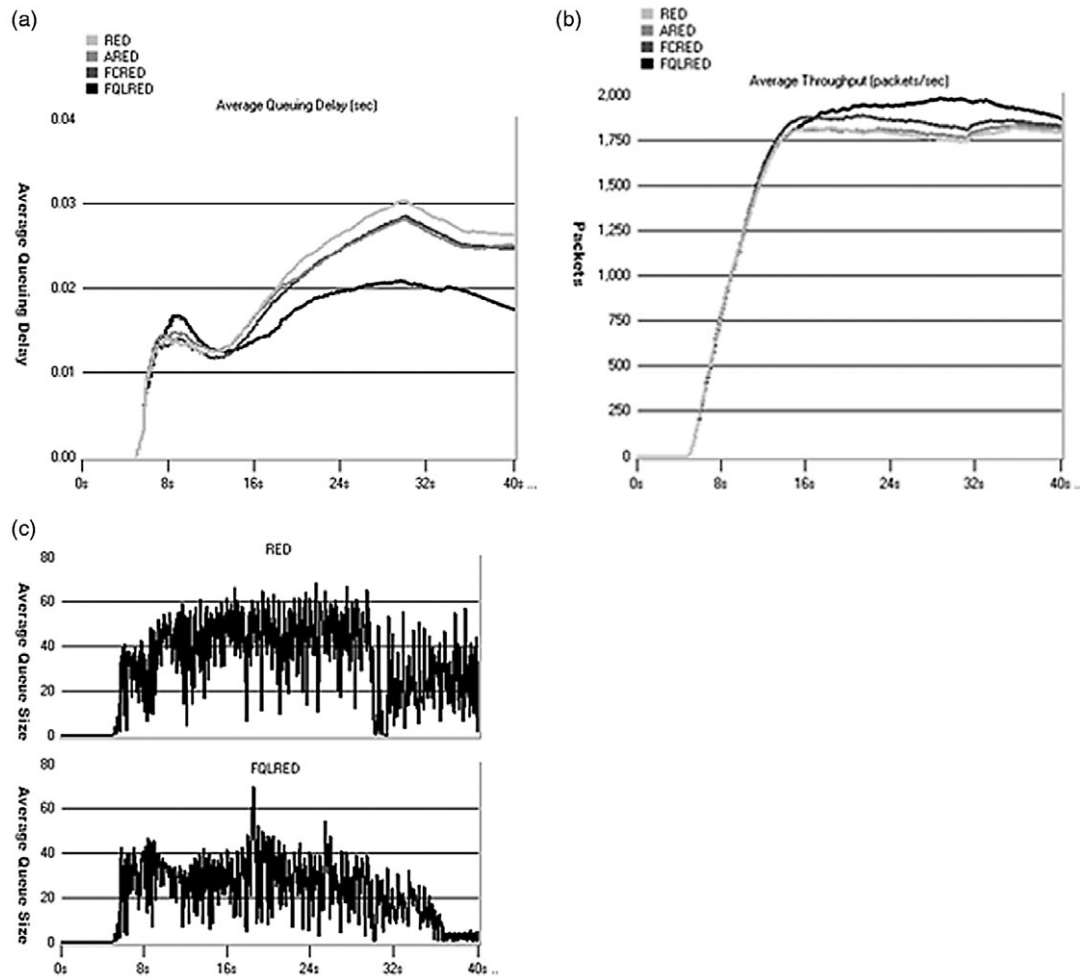 (a)
RED
ARED
FCRED
FQLRED
Average Queuing Delay (sec)
Average Queuing Delay
0.04
0.03
0.02
0.01
0.00
0s 8s 16s 24s 32s 40s ...
(b)
RED
ARED
FCRED
FQLRED
Average Throughput (packets/sec)
Packets
2,000
1,750
1,500
1,250
1,000
750
500
250
0
0s 8s 16s 24s 32s 40s ..
(c)
RED
Average Queue Size
80
60
40
20
0
FQLRED
Average Queue Size
80
60
40
20
0
0s 8s 16s 24s 32s 40s ..